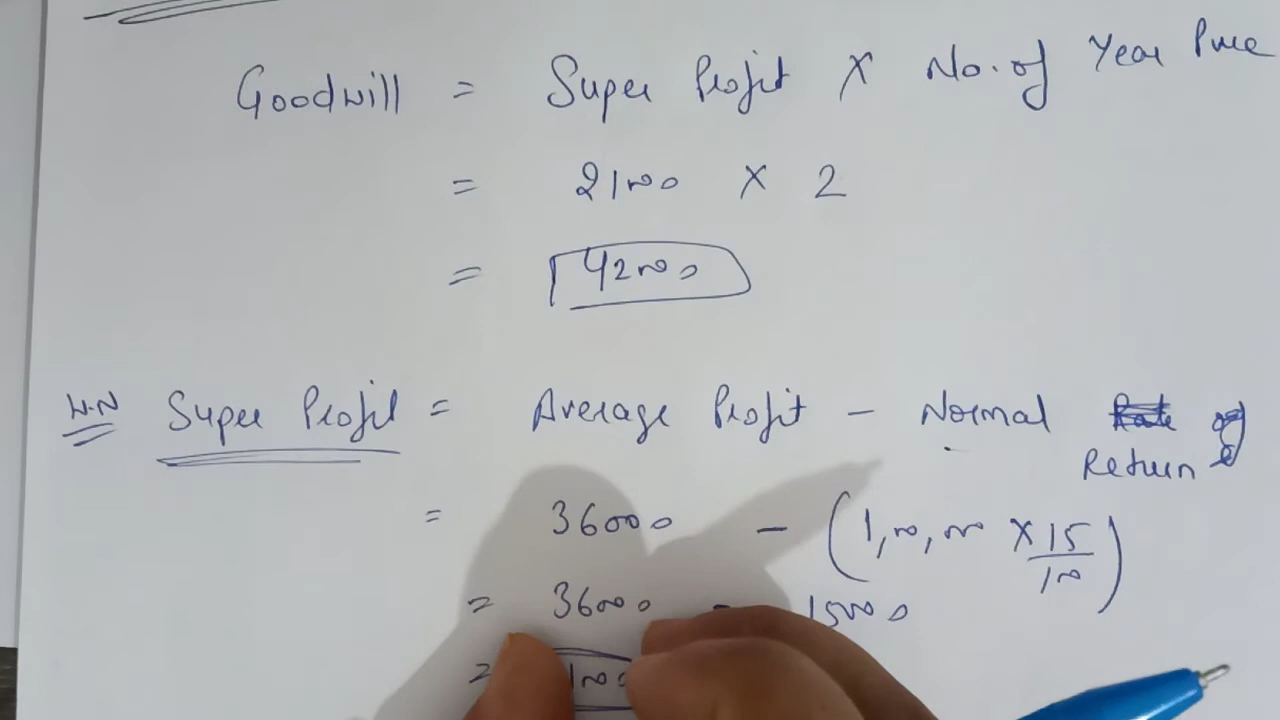 Goodwill = Super Profit X No. of Year Purc
= 21000 X 2
= 42000
W.N Super Profit = Average Profit - Normal Rate of
Return
= 36000 - (1,00,000 X 15/100)
= 36000 - 15000
=